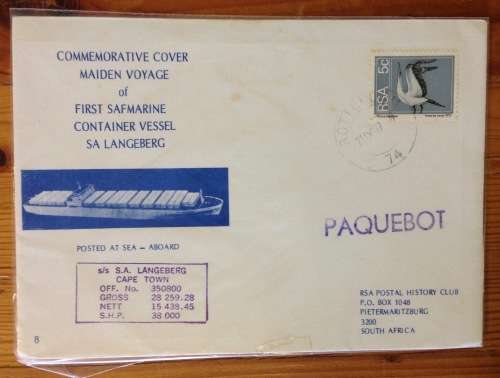 COMMEMORATIVE COVER
MAIDEN VOYAGE
of
FIRST SAFMARINE
CONTAINER VESSEL
SA LANGEBERG
RSA 5c
74
PAQUEBOT
POSTED AT SEA – ABOARD
s/s S.A. LANGEBERG
CAPE TOWN
OFF. No. 350800
GROSS 28 259.28
NETT 15 439.45
S.H.P. 38 000
RSA POSTAL HISTORY CLUB
P.O. BOX 1048
PIETERMARITZBURG
3200
SOUTH AFRICA
8